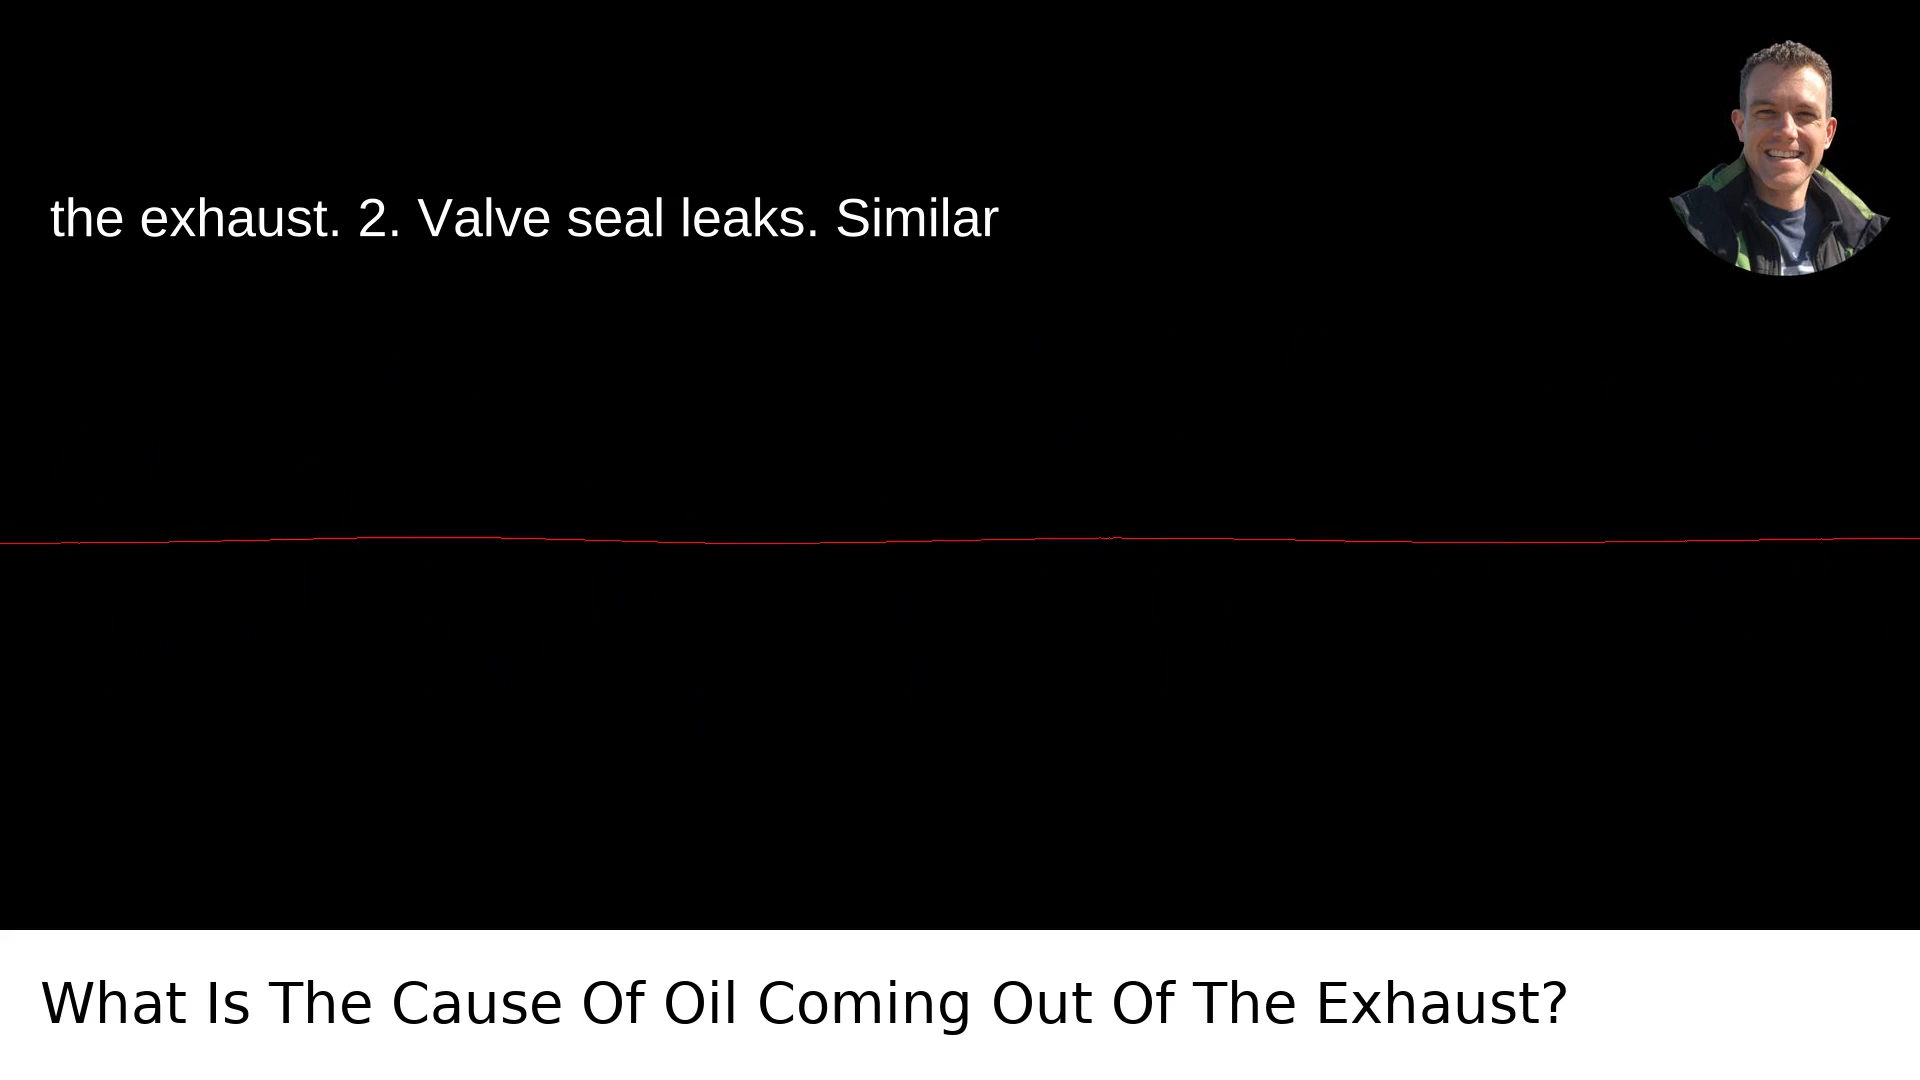 the exhaust. 2. Valve seal leaks. Similar
What Is The Cause Of Oil Coming Out Of The Exhaust?